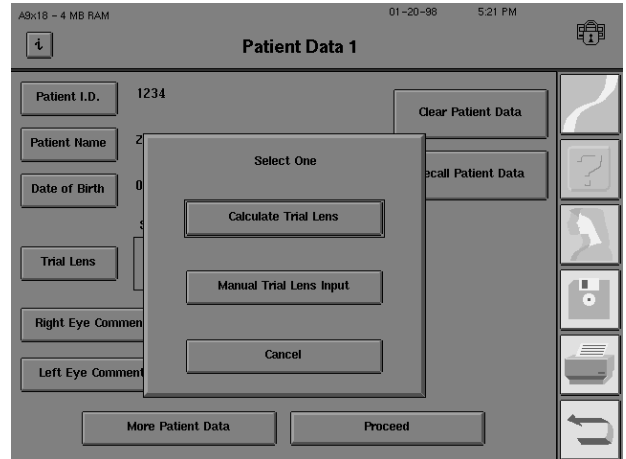 A9x18 – 4 MB RAM 01-20-98 5:21 PM
i Patient Data 1
Patient I.D. 1234
Clear Patient Data
Patient Name Z
Select One
Date of Birth 0
ecall Patient Data
Calculate Trial Lens
Trial Lens
Manual Trial Lens Input
Right Eye Commen
Cancel
Left Eye Comment
More Patient Data Proceed